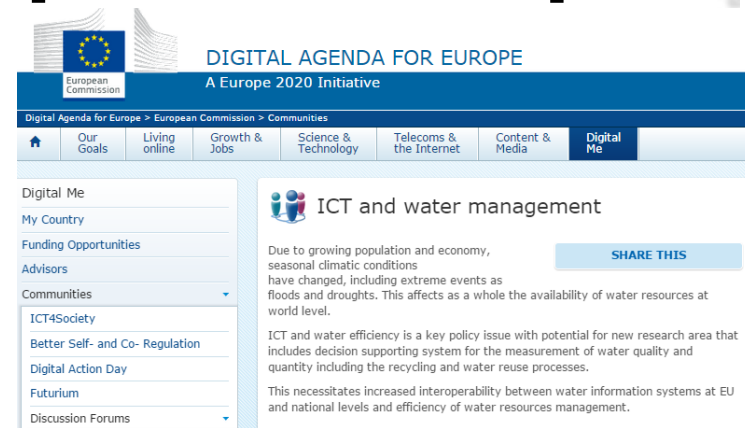 DIGITAL AGENDA FOR EUROPE
European
Commission
A Europe 2020 Initiative
Digital Agenda for Europe > European Commission > Communities
Our
Goals
Living
online
Growth &
Jobs
Science &
Technology
Telecoms &
the Internet
Content &
Media
Digital
Me
Digital Me
My Country
Funding Opportunities
Advisors
Communities
ICT4Society
Better Self- and Co- Regulation
Digital Action Day
Futurium
Discussion Forums
ICT and water management
SHARE THIS
Due to growing population and economy,
seasonal climatic conditions
have changed, including extreme events as
floods and droughts. This affects as a whole the availability of water resources at
world level.
ICT and water efficiency is a key policy issue with potential for new research area that
includes decision supporting system for the measurement of water quality and
quantity including the recycling and water reuse processes.
This necessitates increased interoperability between water information systems at EU
and national levels and efficiency of water resources management.